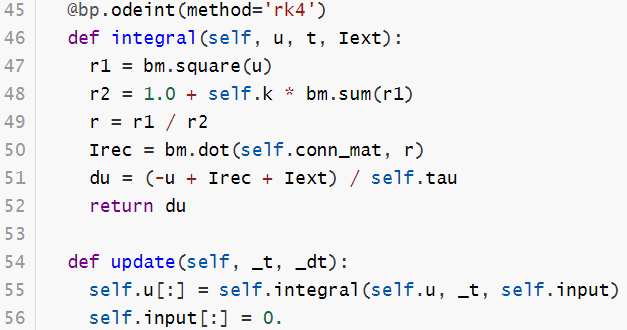 45 @bp.odeint(method='rk4')
46 def integral(self, u, t, Iext):
47 r1 = bm.square(u)
48 r2 = 1.0 + self.k * bm.sum(r1)
49 r = r1 / r2
50 Irec = bm.dot(self.conn_mat, r)
51 du = (-u + Irec + Iext) / self.tau
52 return du
53
54 def update(self, _t, _dt):
55 self.u[:] = self.integral(self.u, _t, self.input)
56 self.input[:] = 0.